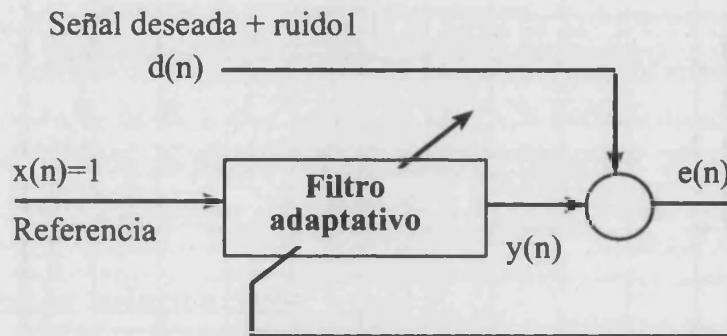 Señal deseada + ruido1
d(n)
x(n)=1
Referencia
Filtro
adaptativo
y(n)
e(n)